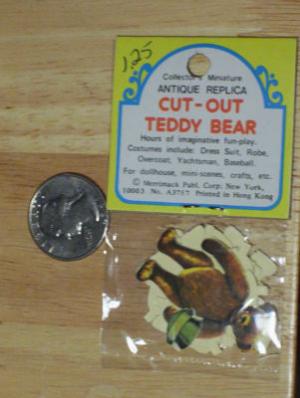 1.25
Collector's Miniature
ANTIQUE REPLICA
CUT-OUT
TEDDY BEAR
Hours of imaginative fun-play.
Costumes include: Dress Suit, Robe,
Overcoat, Yachtsman, Baseball.
For dollhouse, mini-scenes, crafts, etc.
© Merrimack Publ. Corp. New York,
10003 No. A3717 Printed in Hong Kong